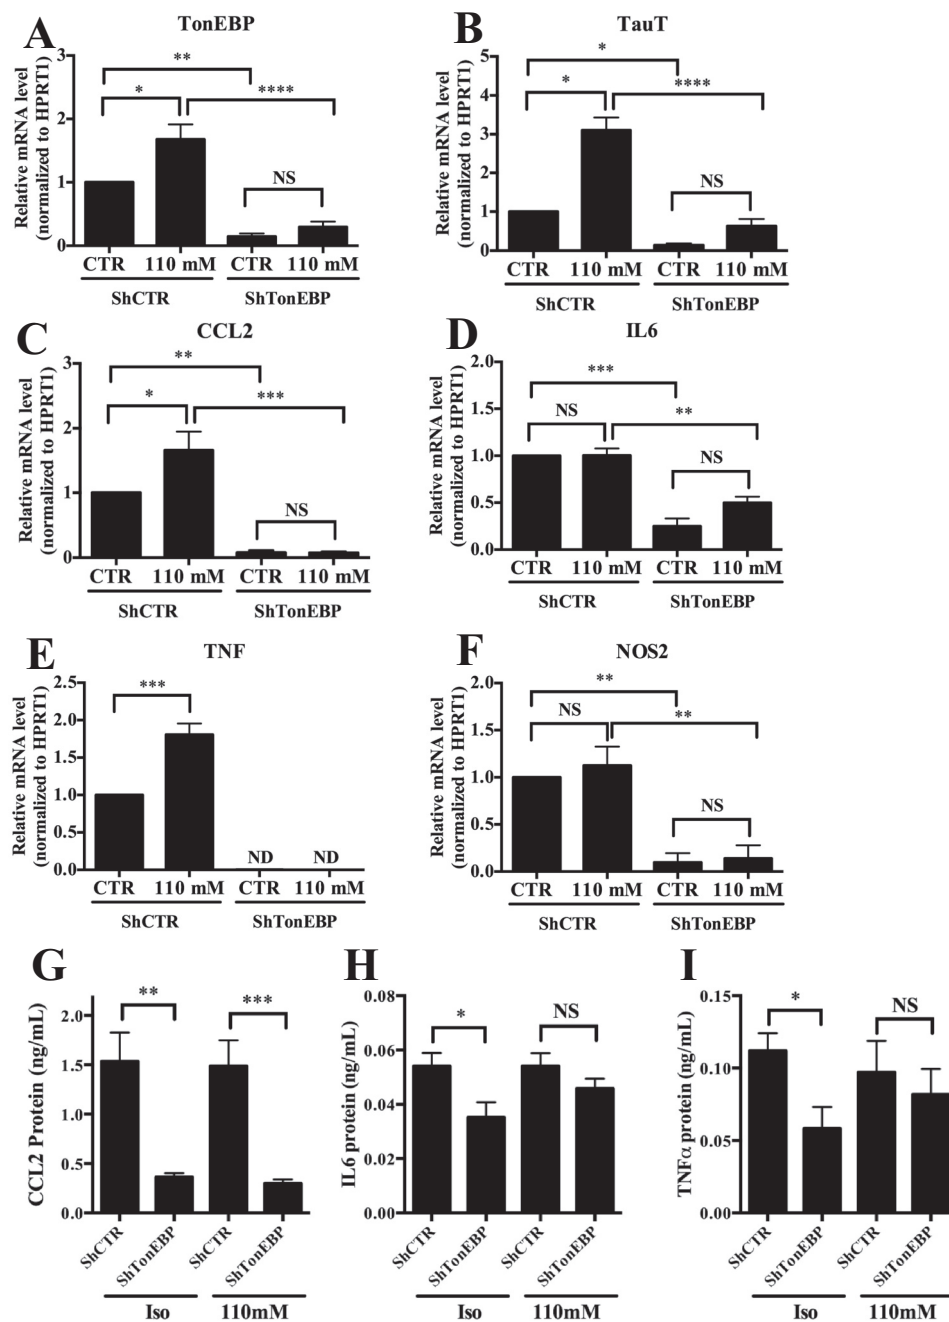 A
TonEBP
Relative mRNA level
(normalized to HPRT1)
3
2
1
0
**
*
****
NS
CTR 110 mM CTR 110 mM
ShCTR ShTonEBP
B
TauT
Relative mRNA level
(normalized to HPRT1)
5
4
3
2
1
0
*
*
****
NS
CTR 110 mM CTR 110 mM
ShCTR ShTonEBP
C
CCL2
Relative mRNA level
(normalized to HPRT1)
3
2
1
0
**
*
***
NS
CTR 110 mM CTR 110 mM
ShCTR ShTonEBP
D
IL6
Relative mRNA level
(normalized to HPRT1)
2.0
1.5
1.0
0.5
0.0
***
NS
**
NS
CTR 110 mM CTR 110 mM
ShCTR ShTonEBP
E
TNF
Relative mRNA level
(normalized to HPRT1)
2.5
2.0
1.5
1.0
0.5
0.0
***
ND ND
CTR 110 mM CTR 110 mM
ShCTR ShTonEBP
F
NOS2
Relative mRNA level
(normalized to HPRT1)
2.0
1.5
1.0
0.5
0.0
**
NS
**
NS
CTR 110 mM CTR 110 mM
ShCTR ShTonEBP
G
CCL2 Protein (ng/mL)
2.0
1.5
1.0
0.5
0.0
**
***
ShCTR ShTonEBP ShCTR ShTonEBP
Iso 110mM
H
IL6 protein (ng/mL)
0.08
0.06
0.04
0.02
0.00
*
NS
ShCTR ShTonEBP ShCTR ShTonEBP
Iso 110mM
I
TNFα protein (ng/mL)
0.15
0.10
0.05
0.00
*
NS
ShCTR ShTonEBP ShCTR ShTonEBP
Iso 110mM